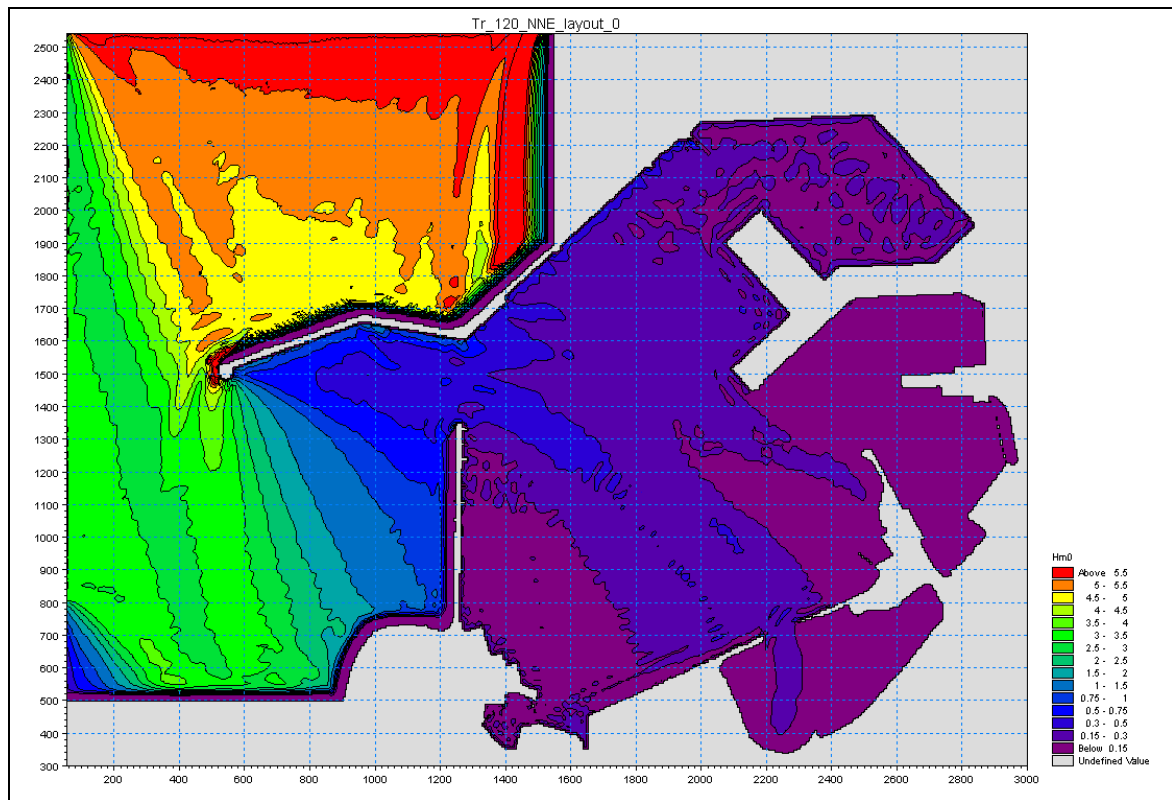 Tr_120_NNE_layout_0
2500
2400
2300
2200
2100
2000
1900
1800
1700
1600
1500
1400
1300
1200
1100
1000
900
800
700
600
500
400
300
200 400 600 800 1000 1200 1400 1600 1800 2000 2200 2400 2600 2800 3000
Hm0
Above 5.5
5 - 5.5
4.5 - 5
4 - 4.5
3.5 - 4
3 - 3.5
2.5 - 3
2 - 2.5
1.5 - 2
1 - 1.5
0.75 - 1
0.5 - 0.75
0.3 - 0.5
0.15 - 0.3
Below 0.15
Undefined Value